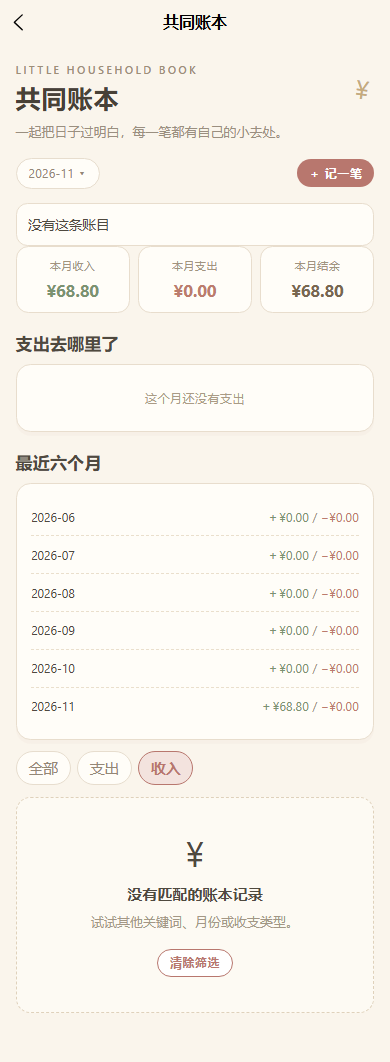 共同账本
LITTLE HOUSEHOLD BOOK
共同账本
¥
一起把日子过明白，每一笔都有自己的小去处。
2026-11
+ 记一笔
没有这条账目
本月收入
¥68.80
本月支出
¥0.00
本月结余
¥68.80
支出去哪里了
这个月还没有支出
最近六个月
2026-06 + ¥0.00 / −¥0.00
2026-07 + ¥0.00 / −¥0.00
2026-08 + ¥0.00 / −¥0.00
2026-09 + ¥0.00 / −¥0.00
2026-10 + ¥0.00 / −¥0.00
2026-11 + ¥68.80 / −¥0.00
全部 支出 收入
¥
没有匹配的账本记录
试试其他关键词、月份或收支类型。
清除筛选